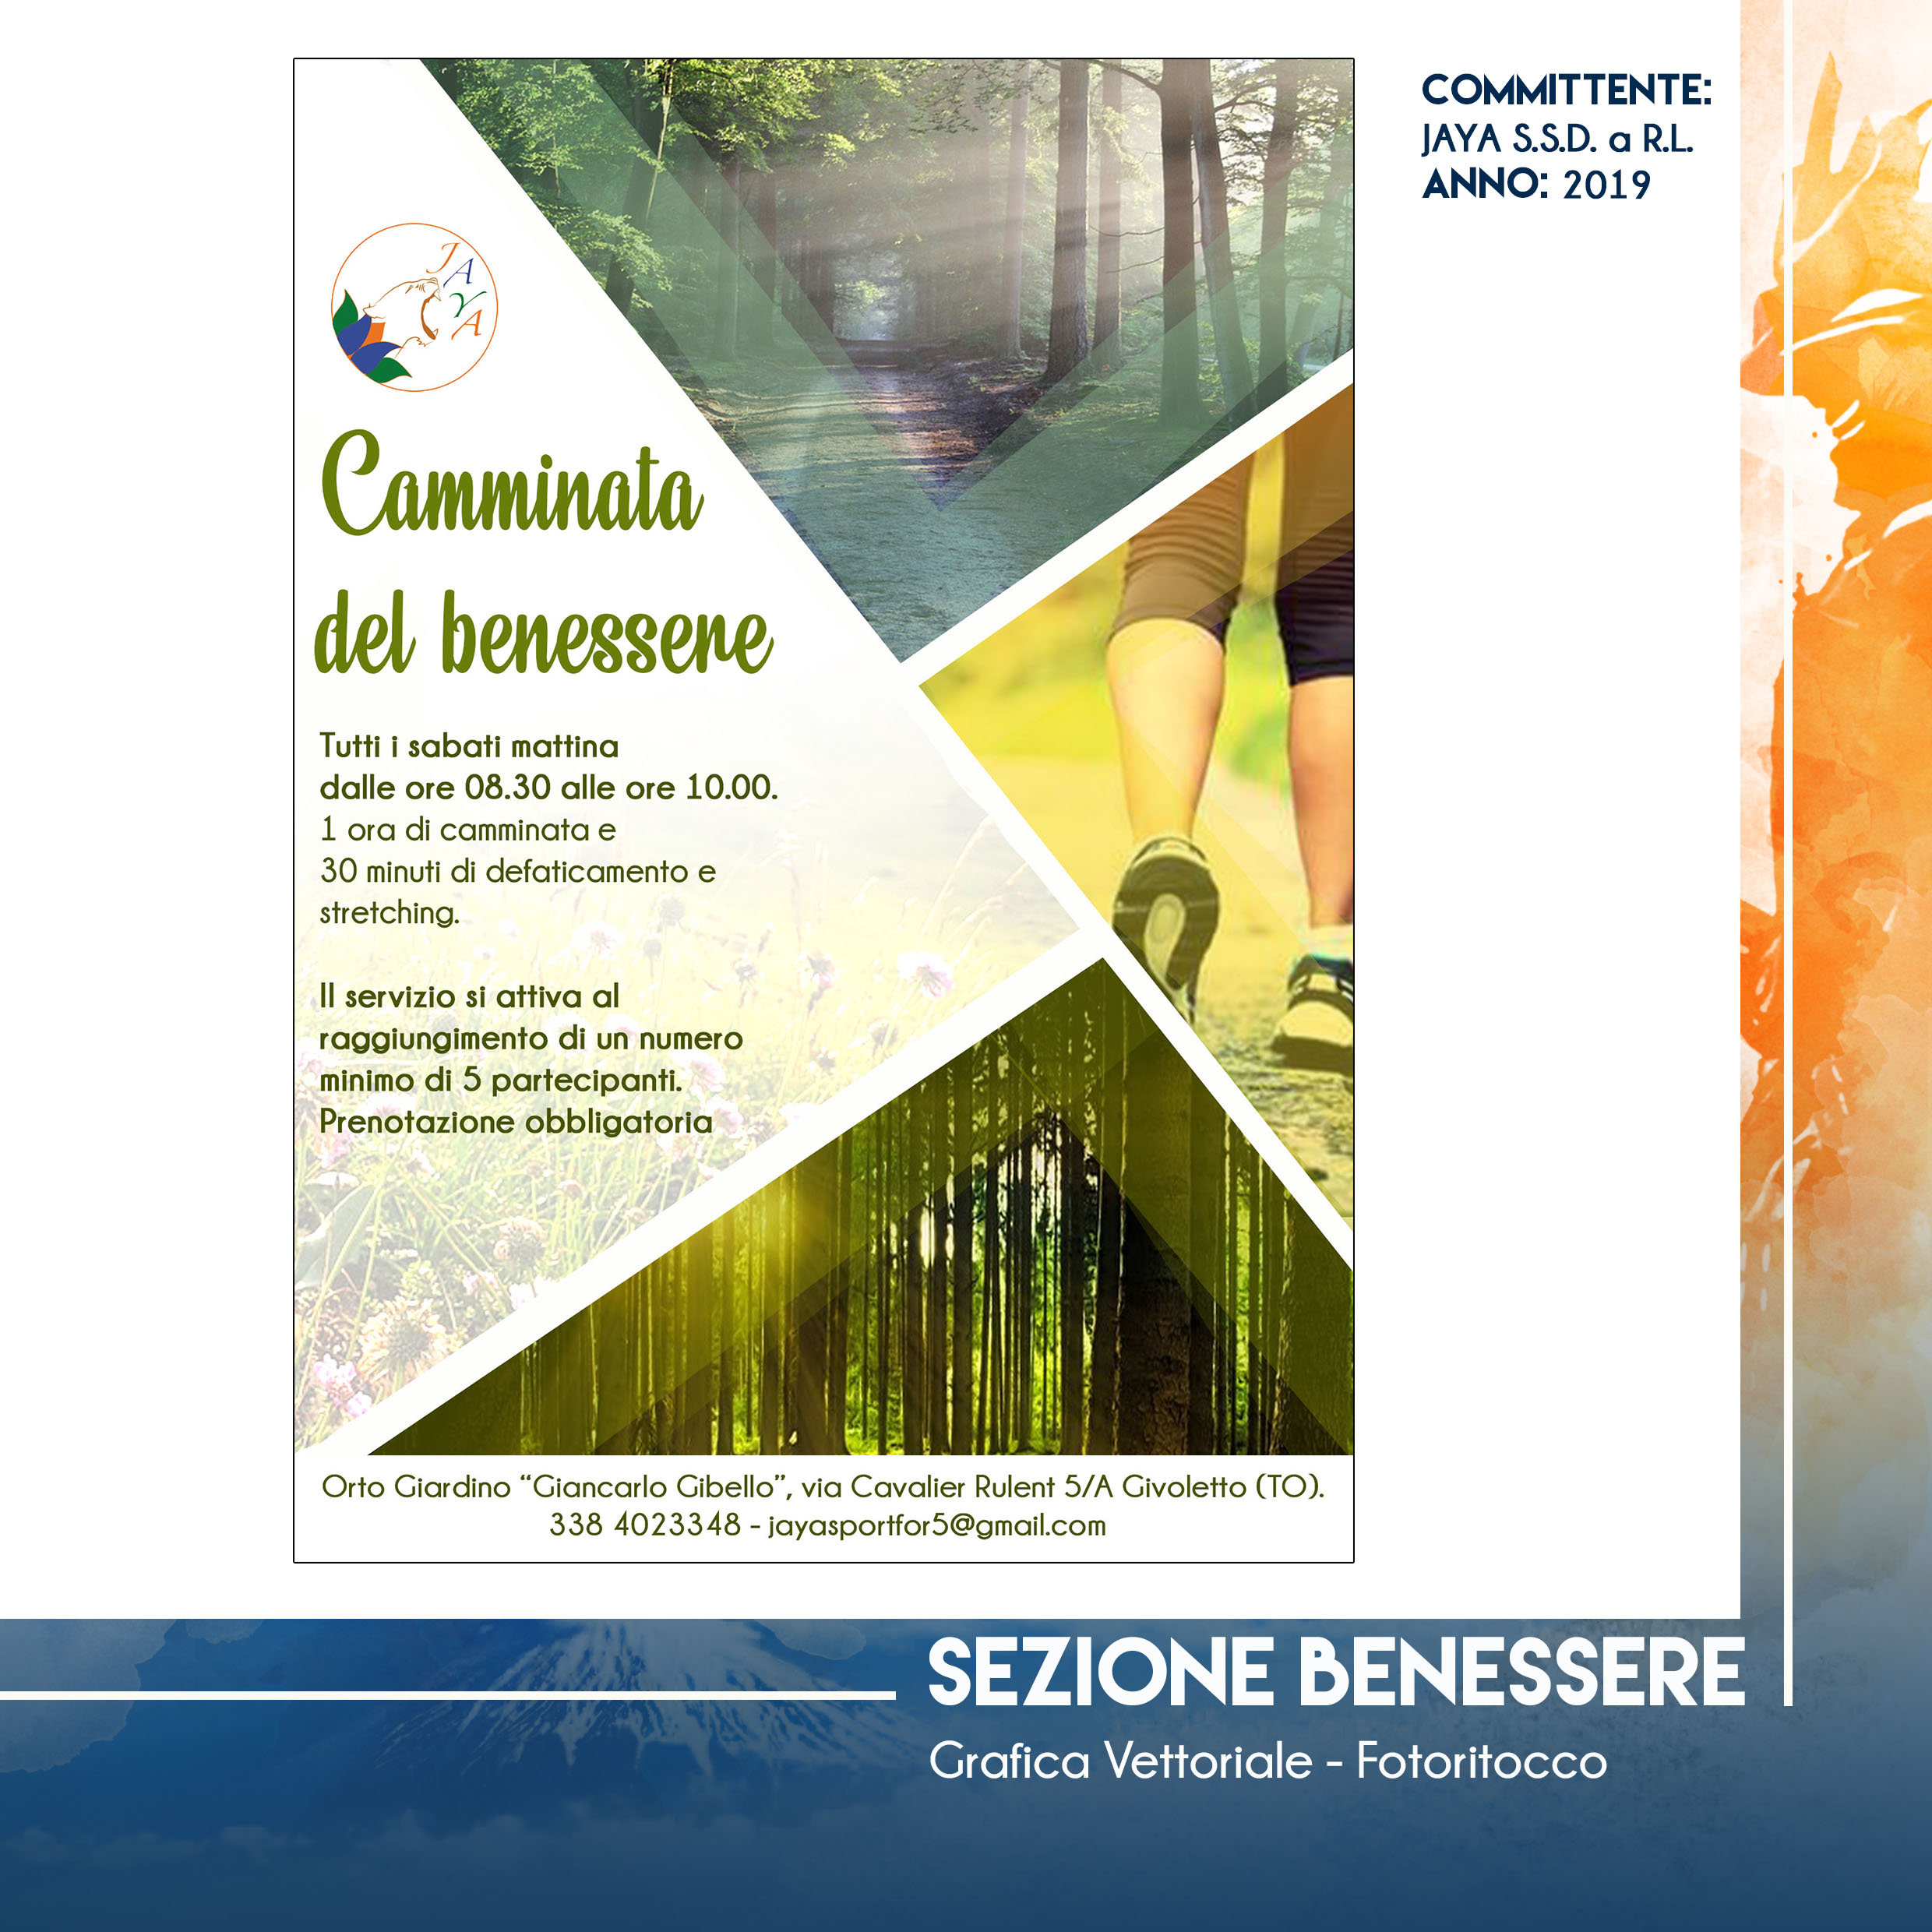 COMMITTENTE:
JAYA S.S.D. a R.L.
ANNO: 2019
JAYA
Camminata
del benessere
Tutti i sabati mattina
dalle ore 08.30 alle ore 10.00.
1 ora di camminata e
30 minuti di defaticamento e
stretching.
Il servizio si attiva al
raggiungimento di un numero
minimo di 5 partecipanti.
Prenotazione obbligatoria
Orto Giardino “Giancarlo Gibello”, via Cavalier Rulent 5/A Givoletto (TO).
338 4023348 - jayasportfor5@gmail.com
SEZIONE BENESSERE
Grafica Vettoriale - Fotoritocco